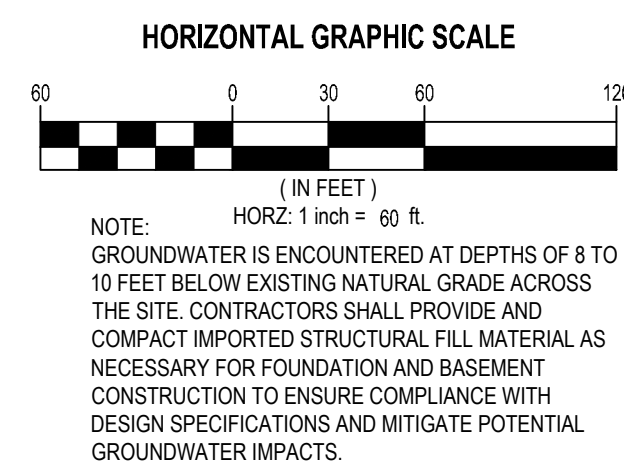 HORIZONTAL GRAPHIC SCALE
60 0 30 60 120
( IN FEET )
HORZ: 1 inch = 60 ft.
NOTE:
GROUNDWATER IS ENCOUNTERED AT DEPTHS OF 8 TO
10 FEET BELOW EXISTING NATURAL GRADE ACROSS
THE SITE. CONTRACTORS SHALL PROVIDE AND
COMPACT IMPORTED STRUCTURAL FILL MATERIAL AS
NECESSARY FOR FOUNDATION AND BASEMENT
CONSTRUCTION TO ENSURE COMPLIANCE WITH
DESIGN SPECIFICATIONS AND MITIGATE POTENTIAL
GROUNDWATER IMPACTS.